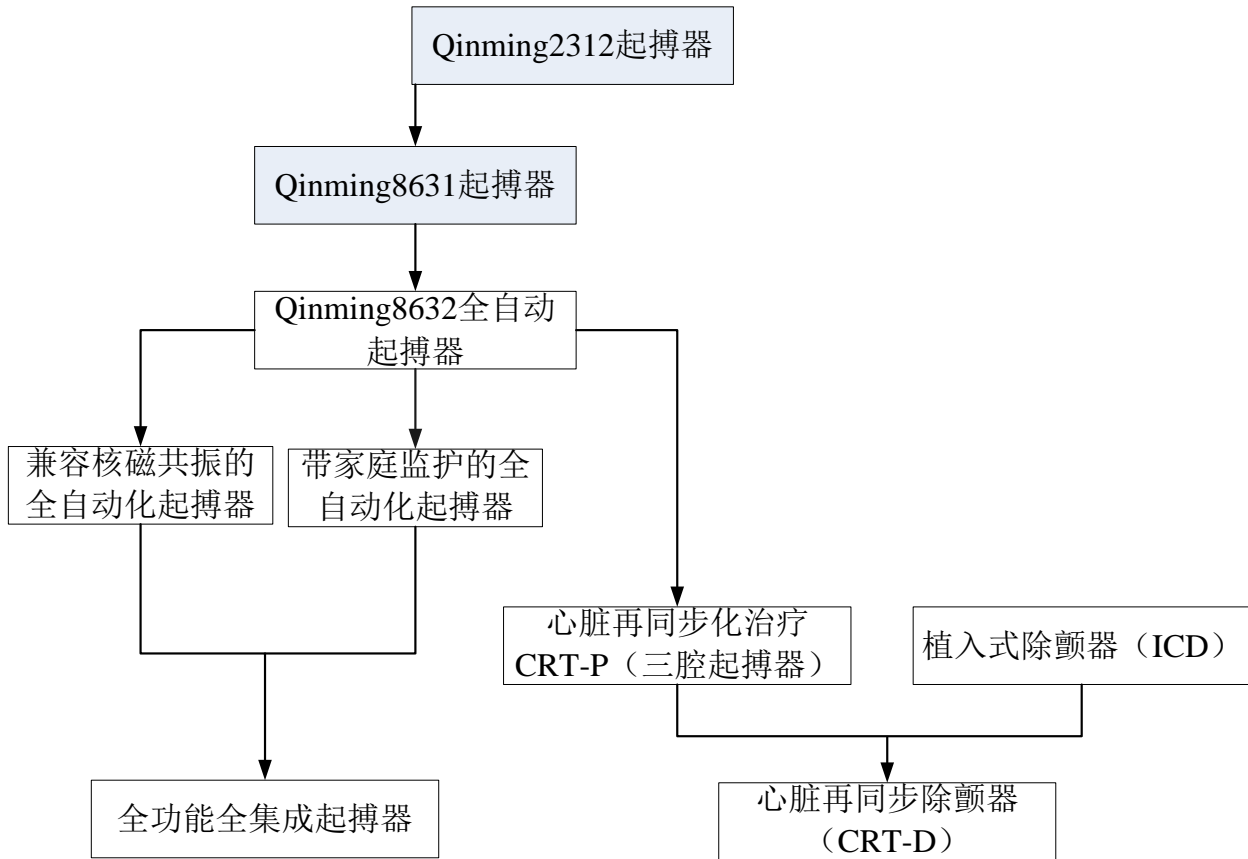 Qinming2312起搏器
Qinming8631起搏器
Qinming8632全自动
起搏器
兼容核磁共振的
全自动化起搏器
带家庭监护的全
自动化起搏器
心脏再同步化治疗
CRT-P（三腔起搏器）
植入式除颤器（ICD）
全功能全集成起搏器
心脏再同步除颤器
（CRT-D）